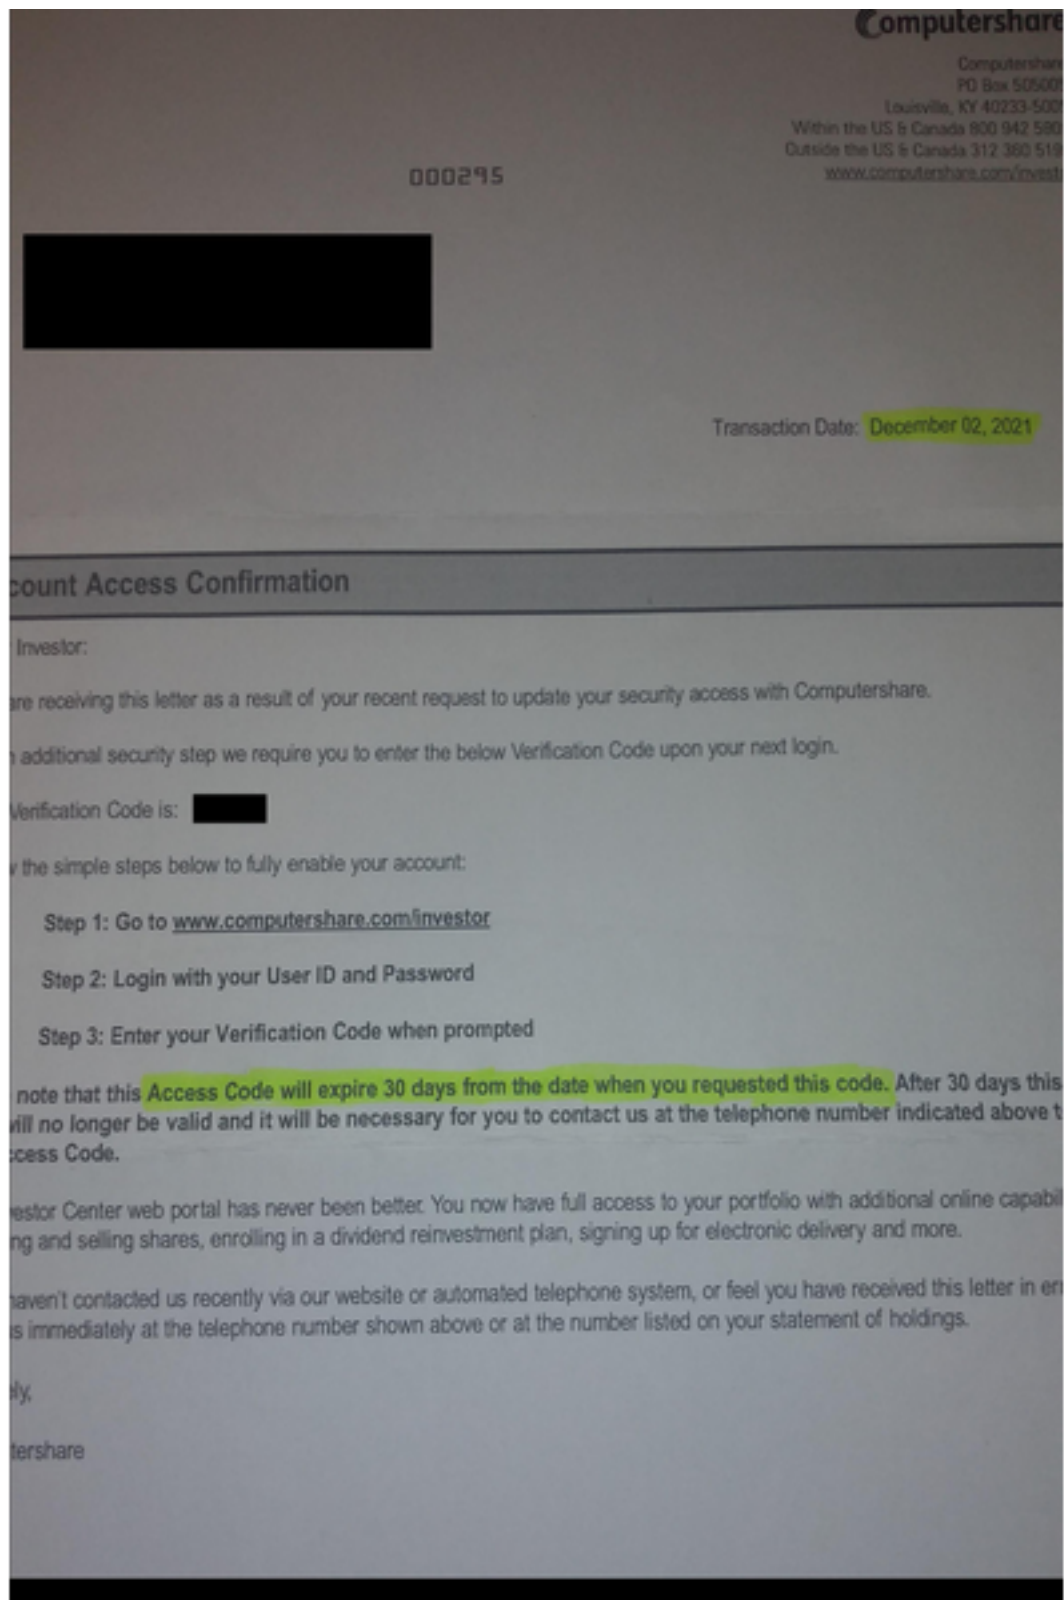 Computershare
Computershar
PO Box 50500
Louisville, KY 40233-500
Within the US & Canada 800 942 590
Outside the US & Canada 312 360 519
www.computershare.com/invest
000295
Transaction Date: December 02, 2021
count Access Confirmation
Investor:
are receiving this letter as a result of your recent request to update your security access with Computershare.
additional security step we require you to enter the below Verification Code upon your next login.
Verification Code is:
the simple steps below to fully enable your account:
Step 1: Go to www.computershare.com/investor
Step 2: Login with your User ID and Password
Step 3: Enter your Verification Code when prompted
note that this Access Code will expire 30 days from the date when you requested this code. After 30 days this
will no longer be valid and it will be necessary for you to contact us at the telephone number indicated above t
ccess Code.
estor Center web portal has never been better. You now have full access to your portfolio with additional online capabil
ng and selling shares, enrolling in a dividend reinvestment plan, signing up for electronic delivery and more.
haven't contacted us recently via our website or automated telephone system, or feel you have received this letter in err
s immediately at the telephone number shown above or at the number listed on your statement of holdings.
ely,
tershare